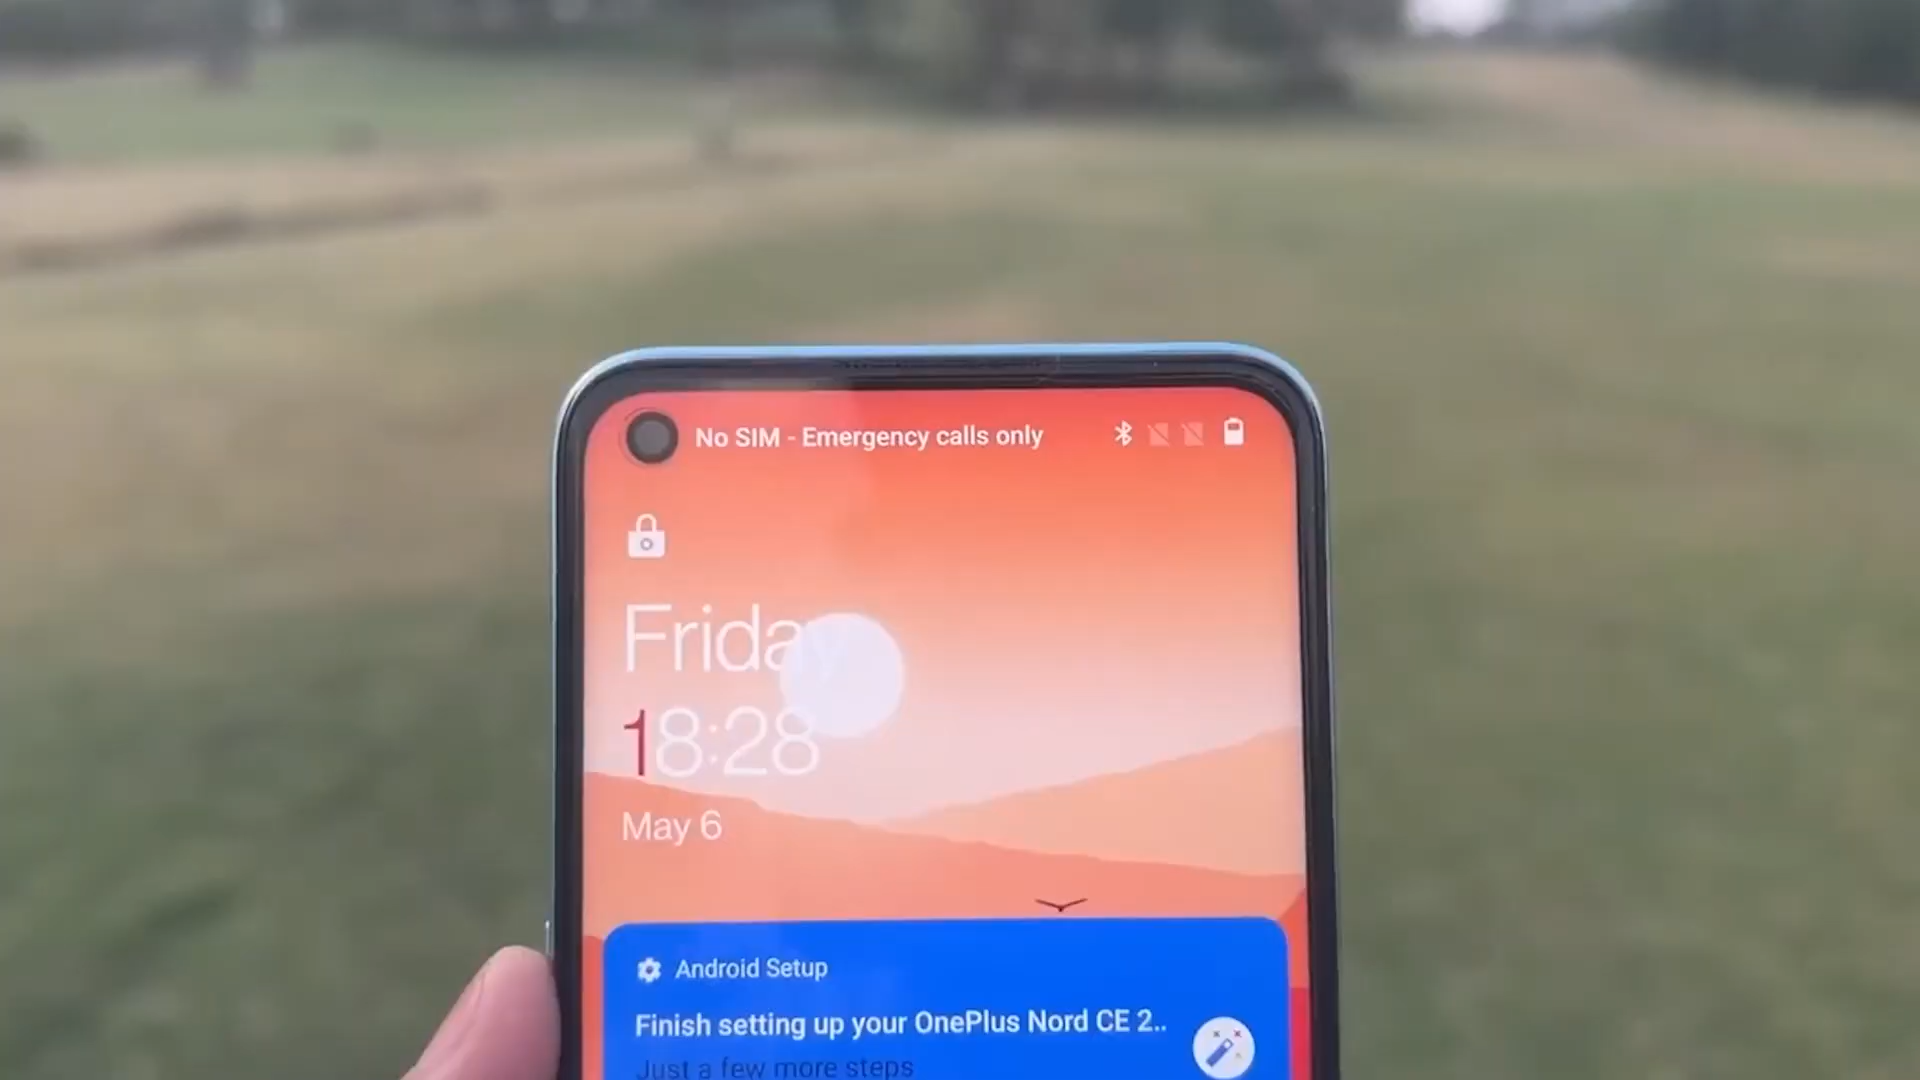 No SIM - Emergency calls only
Friday
18:28
May 6
Android Setup
Finish setting up your OnePlus Nord CE 2..
Just a few more steps